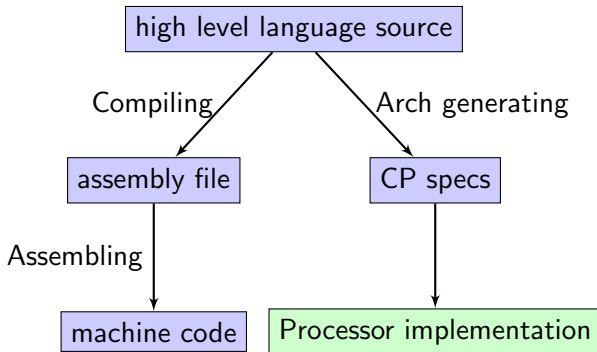 high level language source
Compiling
Arch generating
assembly file
CP specs
Assembling
machine code
Processor implementation